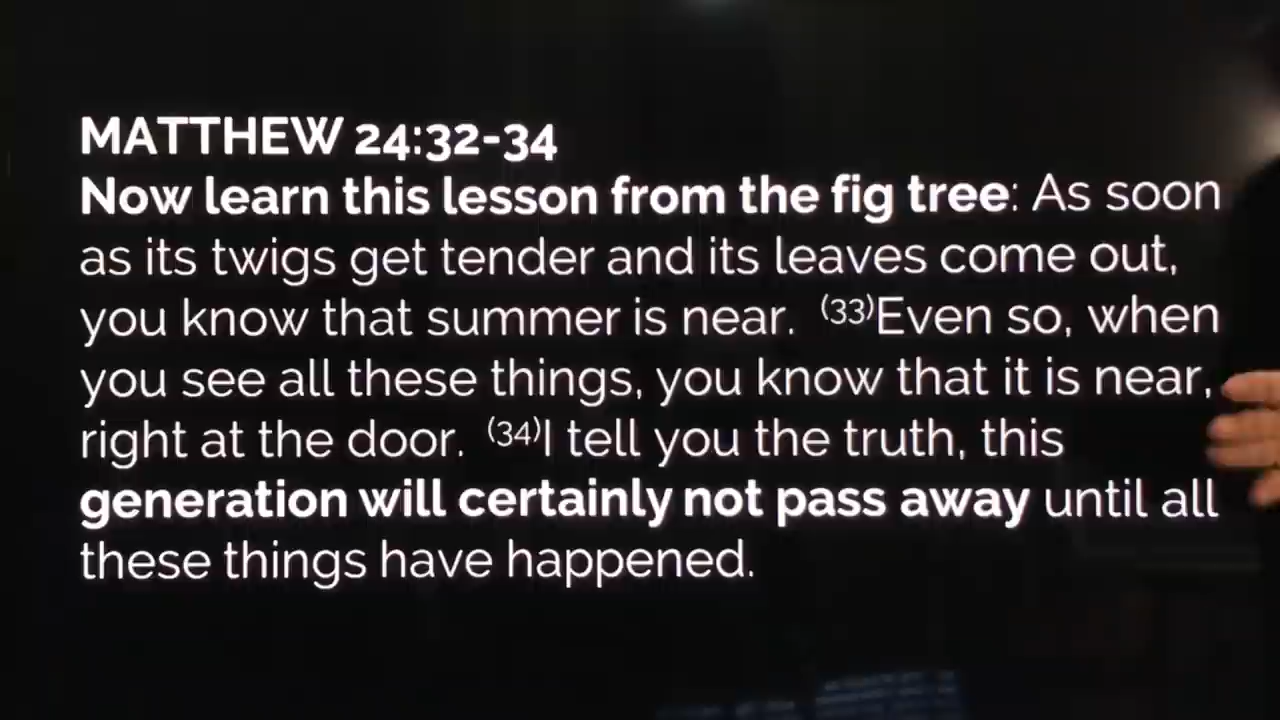 MATTHEW 24:32-34
Now learn this lesson from the fig tree: As soon
as its twigs get tender and its leaves come out,
you know that summer is near. (33)Even so, when
you see all these things, you know that it is near,
right at the door. (34)I tell you the truth, this
generation will certainly not pass away until all
these things have happened.